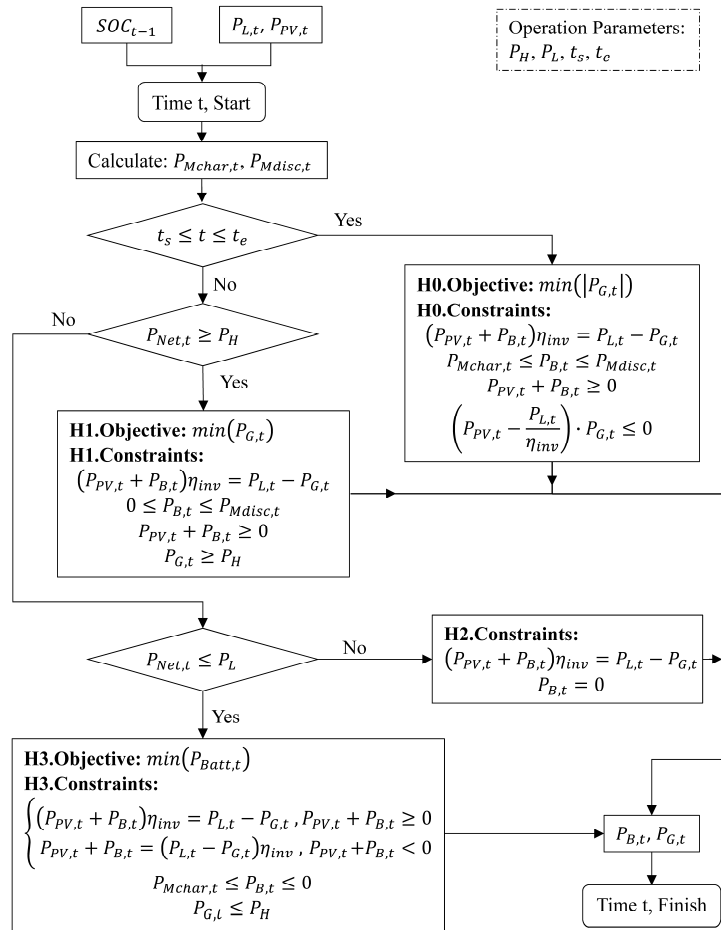 SOC_{t−1}
P_{L,t}, P_{PV,t}
Operation Parameters:
P_H, P_L, t_s, t_c
Time t, Start
Calculate: P_{Mchar,t}, P_{Mdisc,t}
t_s ≤ t ≤ t_e
Yes
No
H0.Objective: min(|P_{G,t}|)
H0.Constraints:
(P_{PV,t} + P_{B,t})η_{inv} = P_{L,t} − P_{G,t}
P_{Mchar,t} ≤ P_{B,t} ≤ P_{Mdisc,t}
P_{PV,t} + P_{B,t} ≥ 0
(P_{PV,t} − P_{L,t}/η_{inv}) · P_{G,t} ≤ 0
P_{Net,t} ≥ P_H
No
Yes
H1.Objective: min(P_{G,t})
H1.Constraints:
(P_{PV,t} + P_{B,t})η_{inv} = P_{L,t} − P_{G,t}
0 ≤ P_{B,t} ≤ P_{Mdisc,t}
P_{PV,t} + P_{B,t} ≥ 0
P_{G,t} ≥ P_H
P_{Net,t} ≤ P_L
No
Yes
H2.Constraints:
(P_{PV,t} + P_{B,t})η_{inv} = P_{L,t} − P_{G,t}
P_{B,t} = 0
H3.Objective: min(P_{Batt,t})
H3.Constraints:
{(P_{PV,t} + P_{B,t})η_{inv} = P_{L,t} − P_{G,t} , P_{PV,t} + P_{B,t} ≥ 0
P_{PV,t} + P_{B,t} = (P_{L,t} − P_{G,t})η_{inv} , P_{PV,t}+P_{B,t} < 0
P_{Mchar,t} ≤ P_{B,t} ≤ 0
P_{G,t} ≤ P_H
P_{B,t}, P_{G,t}
Time t, Finish